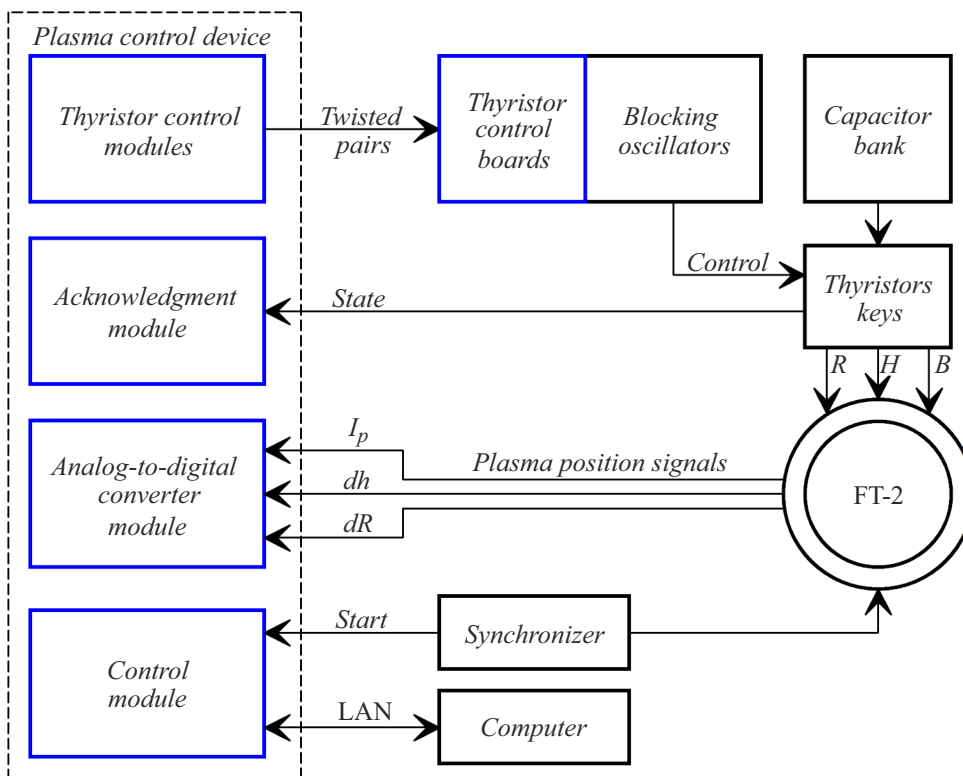 Plasma control device
Thyristor control
modules
Twisted
pairs
Thyristor
control
boards
Blocking
oscillators
Capacitor
bank
Control
Thyristors
keys
Acknowledgment
module
State
R
H
B
Analog-to-digital
converter
module
I_p
dh
dR
Plasma position signals
FT-2
Control
module
Start
Synchronizer
LAN
Computer